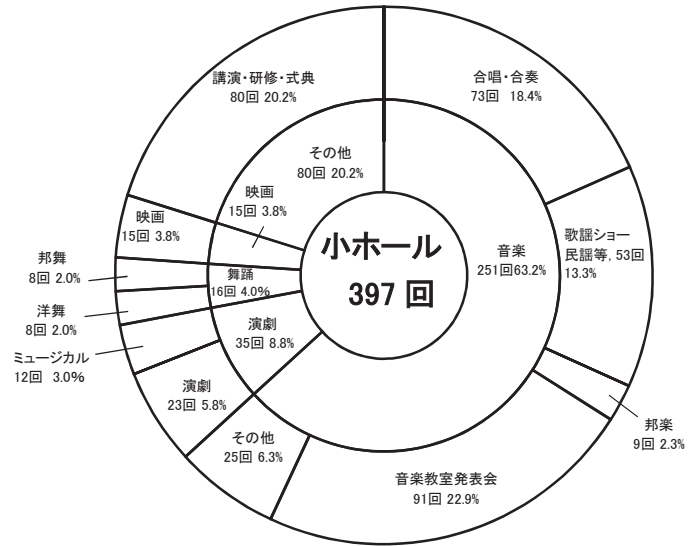 講演・研修・式典
80回 20.2%
合唱・合奏
73回 18.4%
その他
80回 20.2%
映画
15回 3.8%
映画
15回 3.8%
小ホール
397 回
音楽
251回63.2%
歌謡ショー
民謡等, 53回
13.3%
邦舞
8回 2.0%
舞踊
16回 4.0%
洋舞
8回 2.0%
演劇
35回 8.8%
ミュージカル
12回 3.0%
演劇
23回 5.8%
その他
25回 6.3%
邦楽
9回 2.3%
音楽教室発表会
91回 22.9%